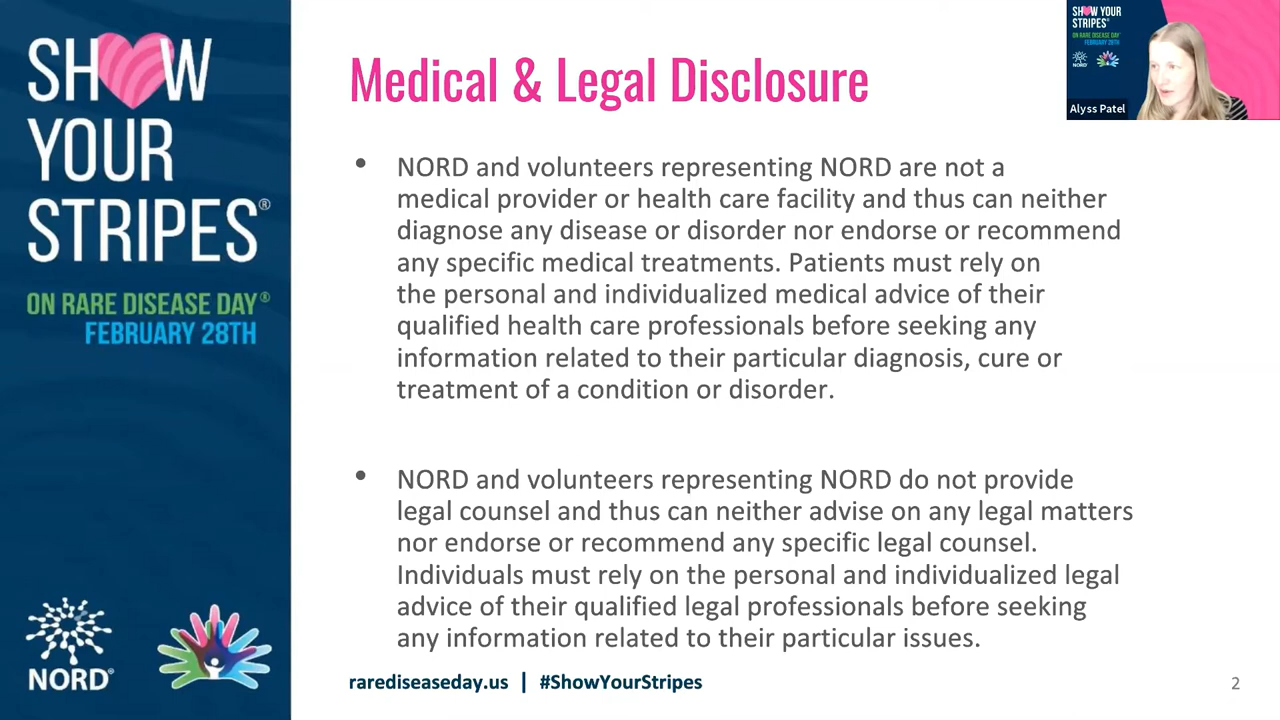 SHOW
YOUR
STRIPES®
ON RARE DISEASE DAY®
FEBRUARY 28TH
NORD®
Medical & Legal Disclosure
• NORD and volunteers representing NORD are not a
medical provider or health care facility and thus can neither
diagnose any disease or disorder nor endorse or recommend
any specific medical treatments. Patients must rely on
the personal and individualized medical advice of their
qualified health care professionals before seeking any
information related to their particular diagnosis, cure or
treatment of a condition or disorder.
• NORD and volunteers representing NORD do not provide
legal counsel and thus can neither advise on any legal matters
nor endorse or recommend any specific legal counsel.
Individuals must rely on the personal and individualized legal
advice of their qualified legal professionals before seeking
any information related to their particular issues.
rarediseaseday.us | #ShowYourStripes
2
SHOW YOUR
STRIPES®
ON RARE DISEASE DAY®
FEBRUARY 28TH
NORD®
Alyss Patel